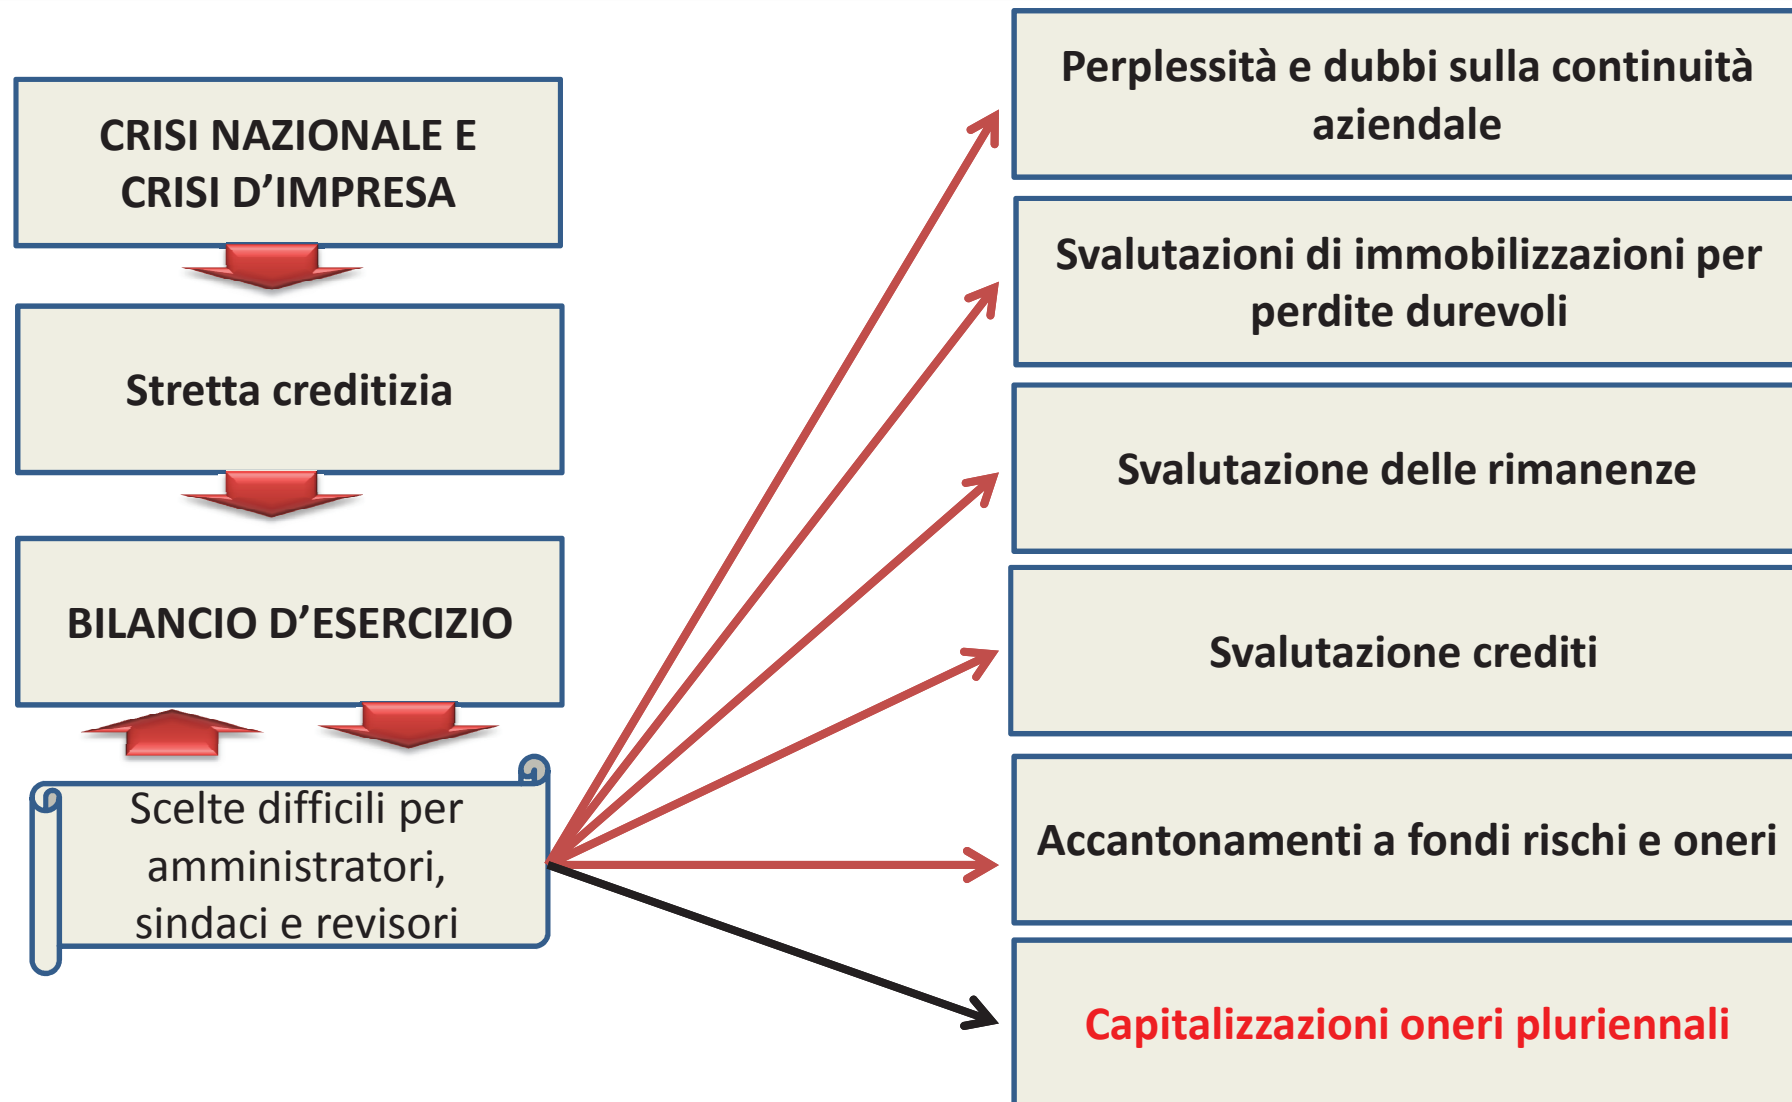 CRISI NAZIONALE E
CRISI D’IMPRESA
Stretta creditizia
BILANCIO D’ESERCIZIO
Scelte difficili per
amministratori,
sindaci e revisori
Perplessità e dubbi sulla continuità
aziendale
Svalutazioni di immobilizzazioni per
perdite durevoli
Svalutazione delle rimanenze
Svalutazione crediti
Accantonamenti a fondi rischi e oneri
Capitalizzazioni oneri pluriennali